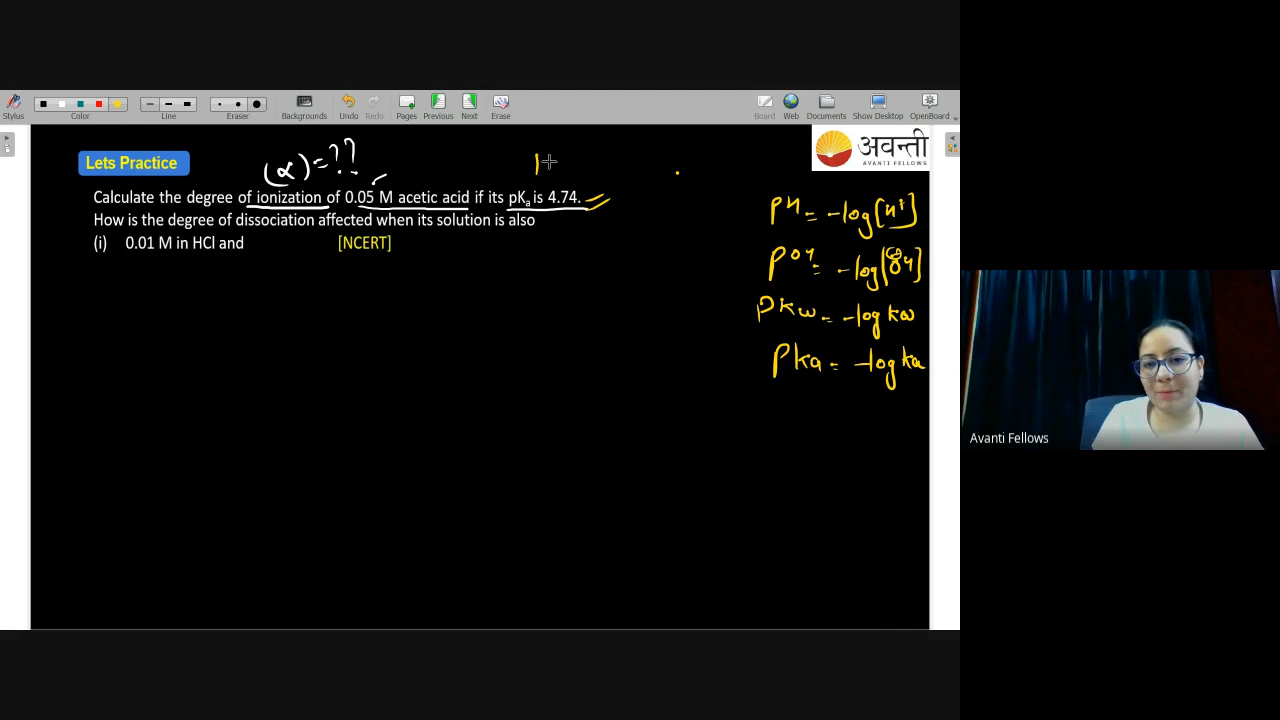 Stylus
Color
Line
Eraser
Backgrounds
Undo
Redo
Pages
Previous
Next
Erase
Board
Web
Documents
Show Desktop
OpenBoard
अवन्ती
AVANTI FELLOWS
Lets Practice
(α) = ??
Calculate the degree of ionization of 0.05 M acetic acid if its pKₐ is 4.74.
How is the degree of dissociation affected when its solution is also
(i) 0.01 M in HCl and [NCERT]
pH = -log[H⁺]
pOH = -log[OH]
pKw = -log Kw
pKa = -log Ka
Avanti Fellows